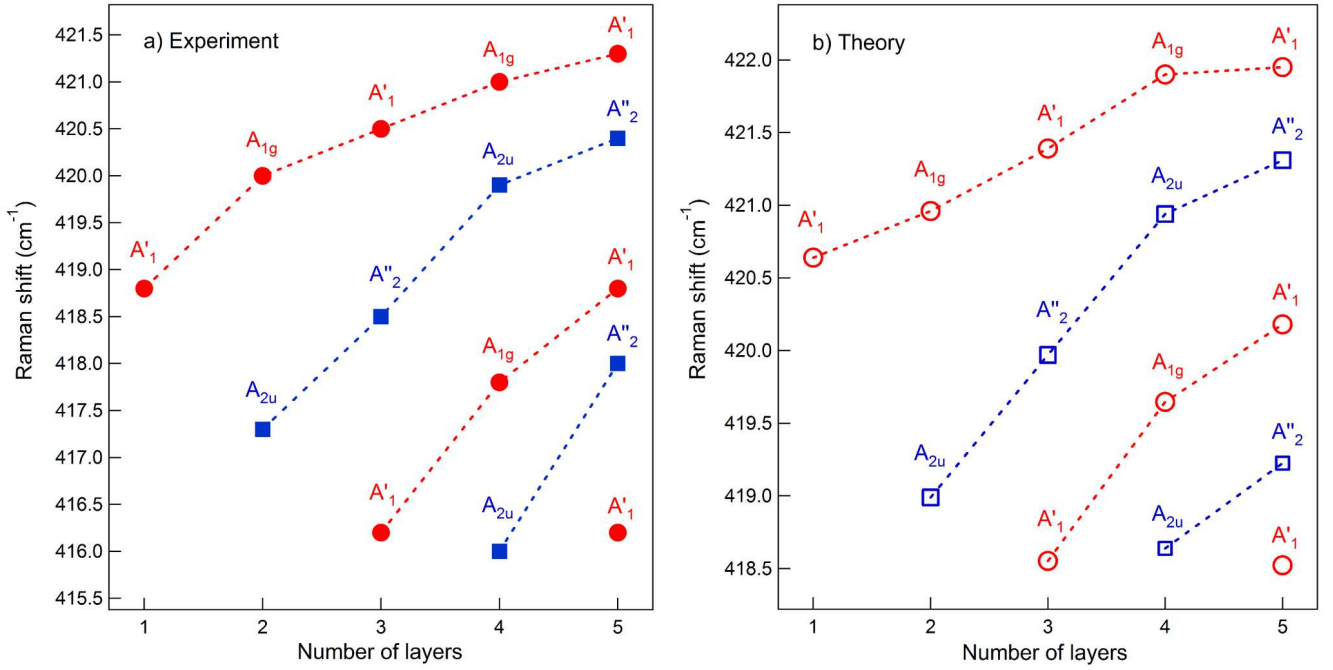 a) Experiment
421.5
421.0
420.5
420.0
419.5
419.0
418.5
418.0
417.5
417.0
416.5
416.0
415.5
Raman shift (cm⁻¹)
A'₁
A₁g
A'₁
A₁g
A'₁
A₂u
A''₂
A₂u
A''₂
A'₁
A₁g
A'₁
A₂u
A''₂
A'₁
1 2 3 4 5
Number of layers
b) Theory
422.0
421.5
421.0
420.5
420.0
419.5
419.0
418.5
Raman shift (cm⁻¹)
A'₁
A₁g
A'₁
A₁g
A'₁
A₂u
A''₂
A₂u
A''₂
A'₁
A₁g
A'₁
A₂u
A''₂
A'₁
1 2 3 4 5
Number of layers